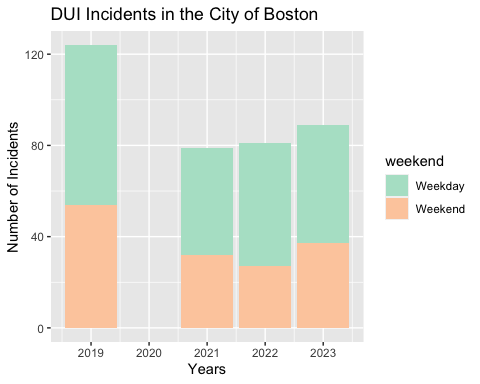 DUI Incidents in the City of Boston
Number of Incidents
120
80
40
0
2019 2020 2021 2022 2023
Years
weekend
Weekday
Weekend